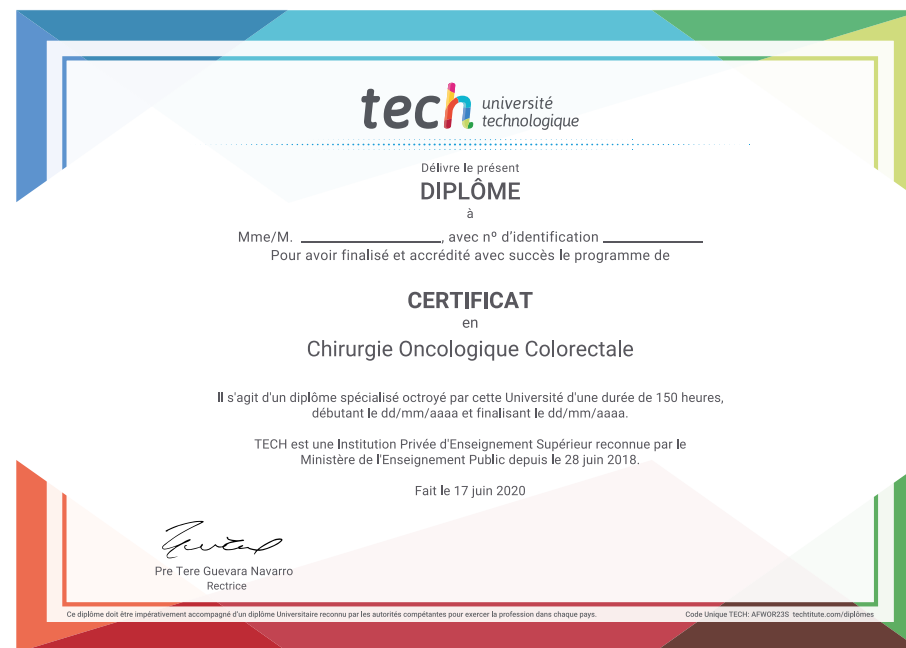 tech université
technologique
Délivre le présent
DIPLÔME
à
Mme/M. ____________________, avec nº d'identification ______________
Pour avoir finalisé et accrédité avec succès le programme de
CERTIFICAT
en
Chirurgie Oncologique Colorectale
Il s'agit d'un diplôme spécialisé octroyé par cette Université d'une durée de 150 heures,
débutant le dd/mm/aaaa et finalisant le dd/mm/aaaa.
TECH est une Institution Privée d'Enseignement Supérieur reconnue par le
Ministère de l'Enseignement Public depuis le 28 juin 2018.
Fait le 17 juin 2020
Pre Tere Guevara Navarro
Rectrice
Ce diplôme doit être impérativement accompagné d'un diplôme Universitaire reconnu par les autorités compétantes pour exercer la profession dans chaque pays.
Code Unique TECH: AFWOR23S techtitute.com/diplômes